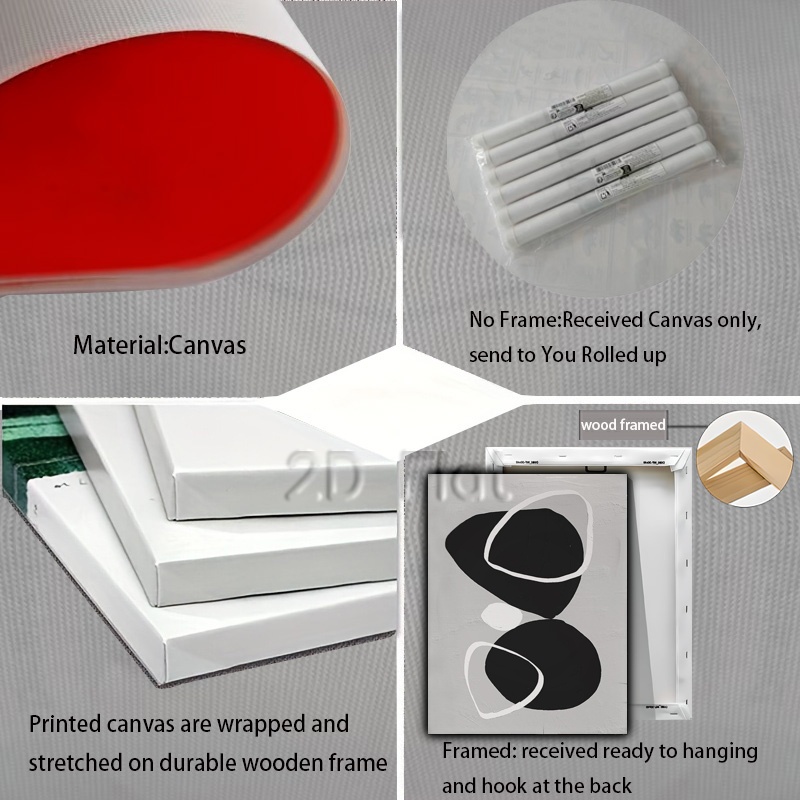 Material:Canvas
No Frame:Received Canvas only,
send to You Rolled up
2D Flat
wood framed
Printed canvas are wrapped and
stretched on durable wooden frame
Framed: received ready to hanging
and hook at the back